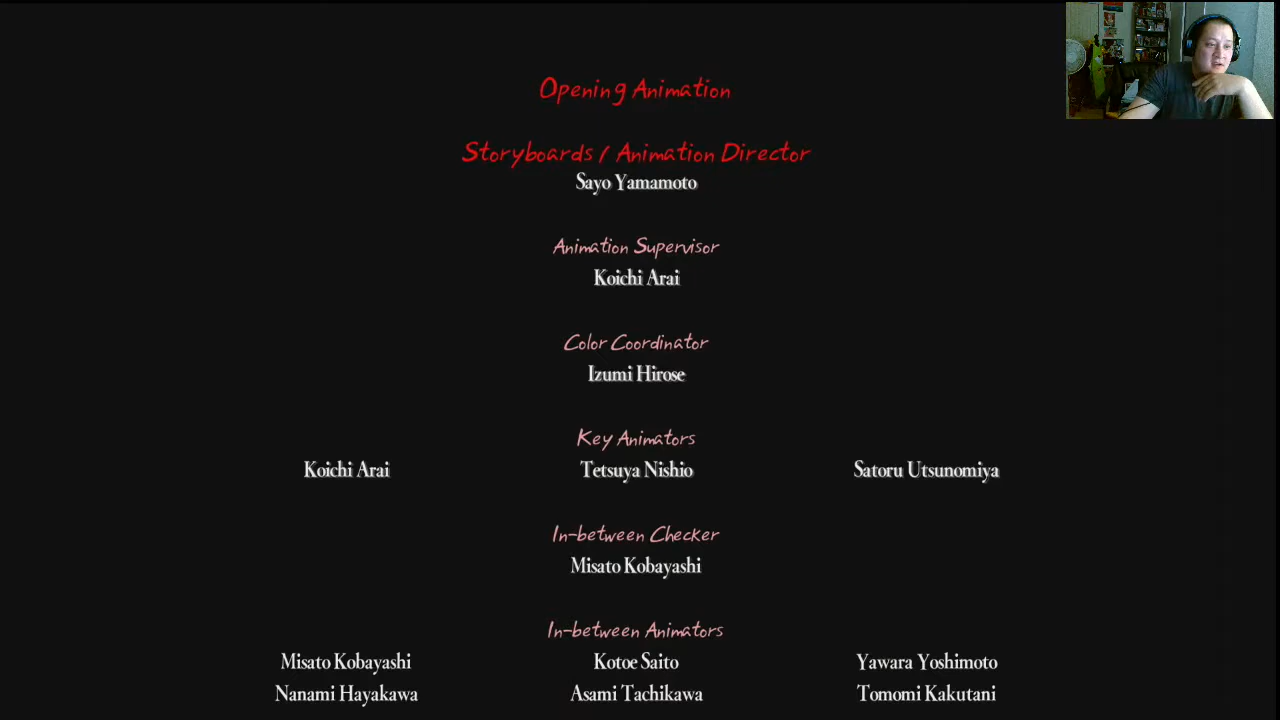 Opening Animation
Storyboards / Animation Director
Sayo Yamamoto
Animation Supervisor
Koichi Arai
Color Coordinator
Izumi Hirose
Key Animators
Koichi Arai Tetsuya Nishio Satoru Utsunomiya
In-between Checker
Misato Kobayashi
In-between Animators
Misato Kobayashi Kotoe Saito Yawara Yoshimoto
Nanami Hayakawa Asami Tachikawa Tomomi Kakutani